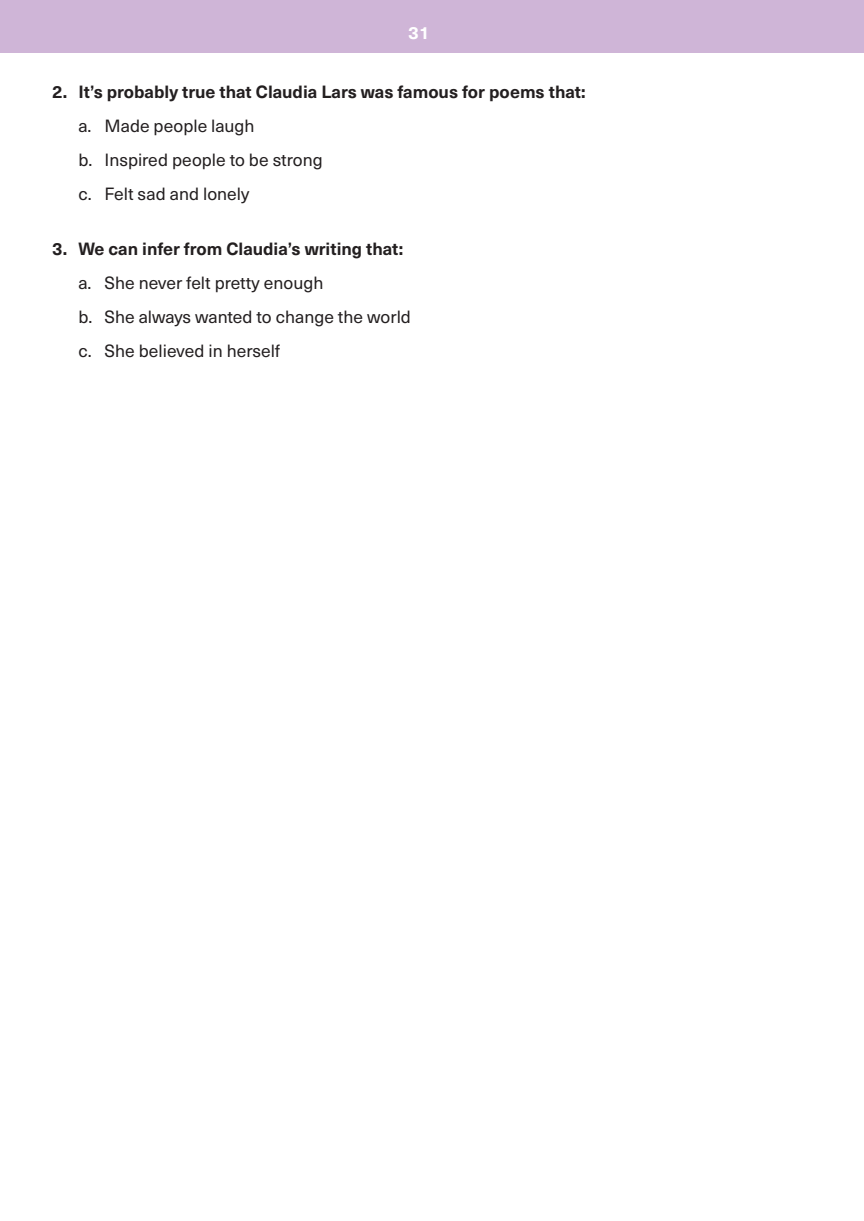 31
2. It’s probably true that Claudia Lars was famous for poems that:
a. Made people laugh
b. Inspired people to be strong
c. Felt sad and lonely
3. We can infer from Claudia’s writing that:
a. She never felt pretty enough
b. She always wanted to change the world
c. She believed in herself